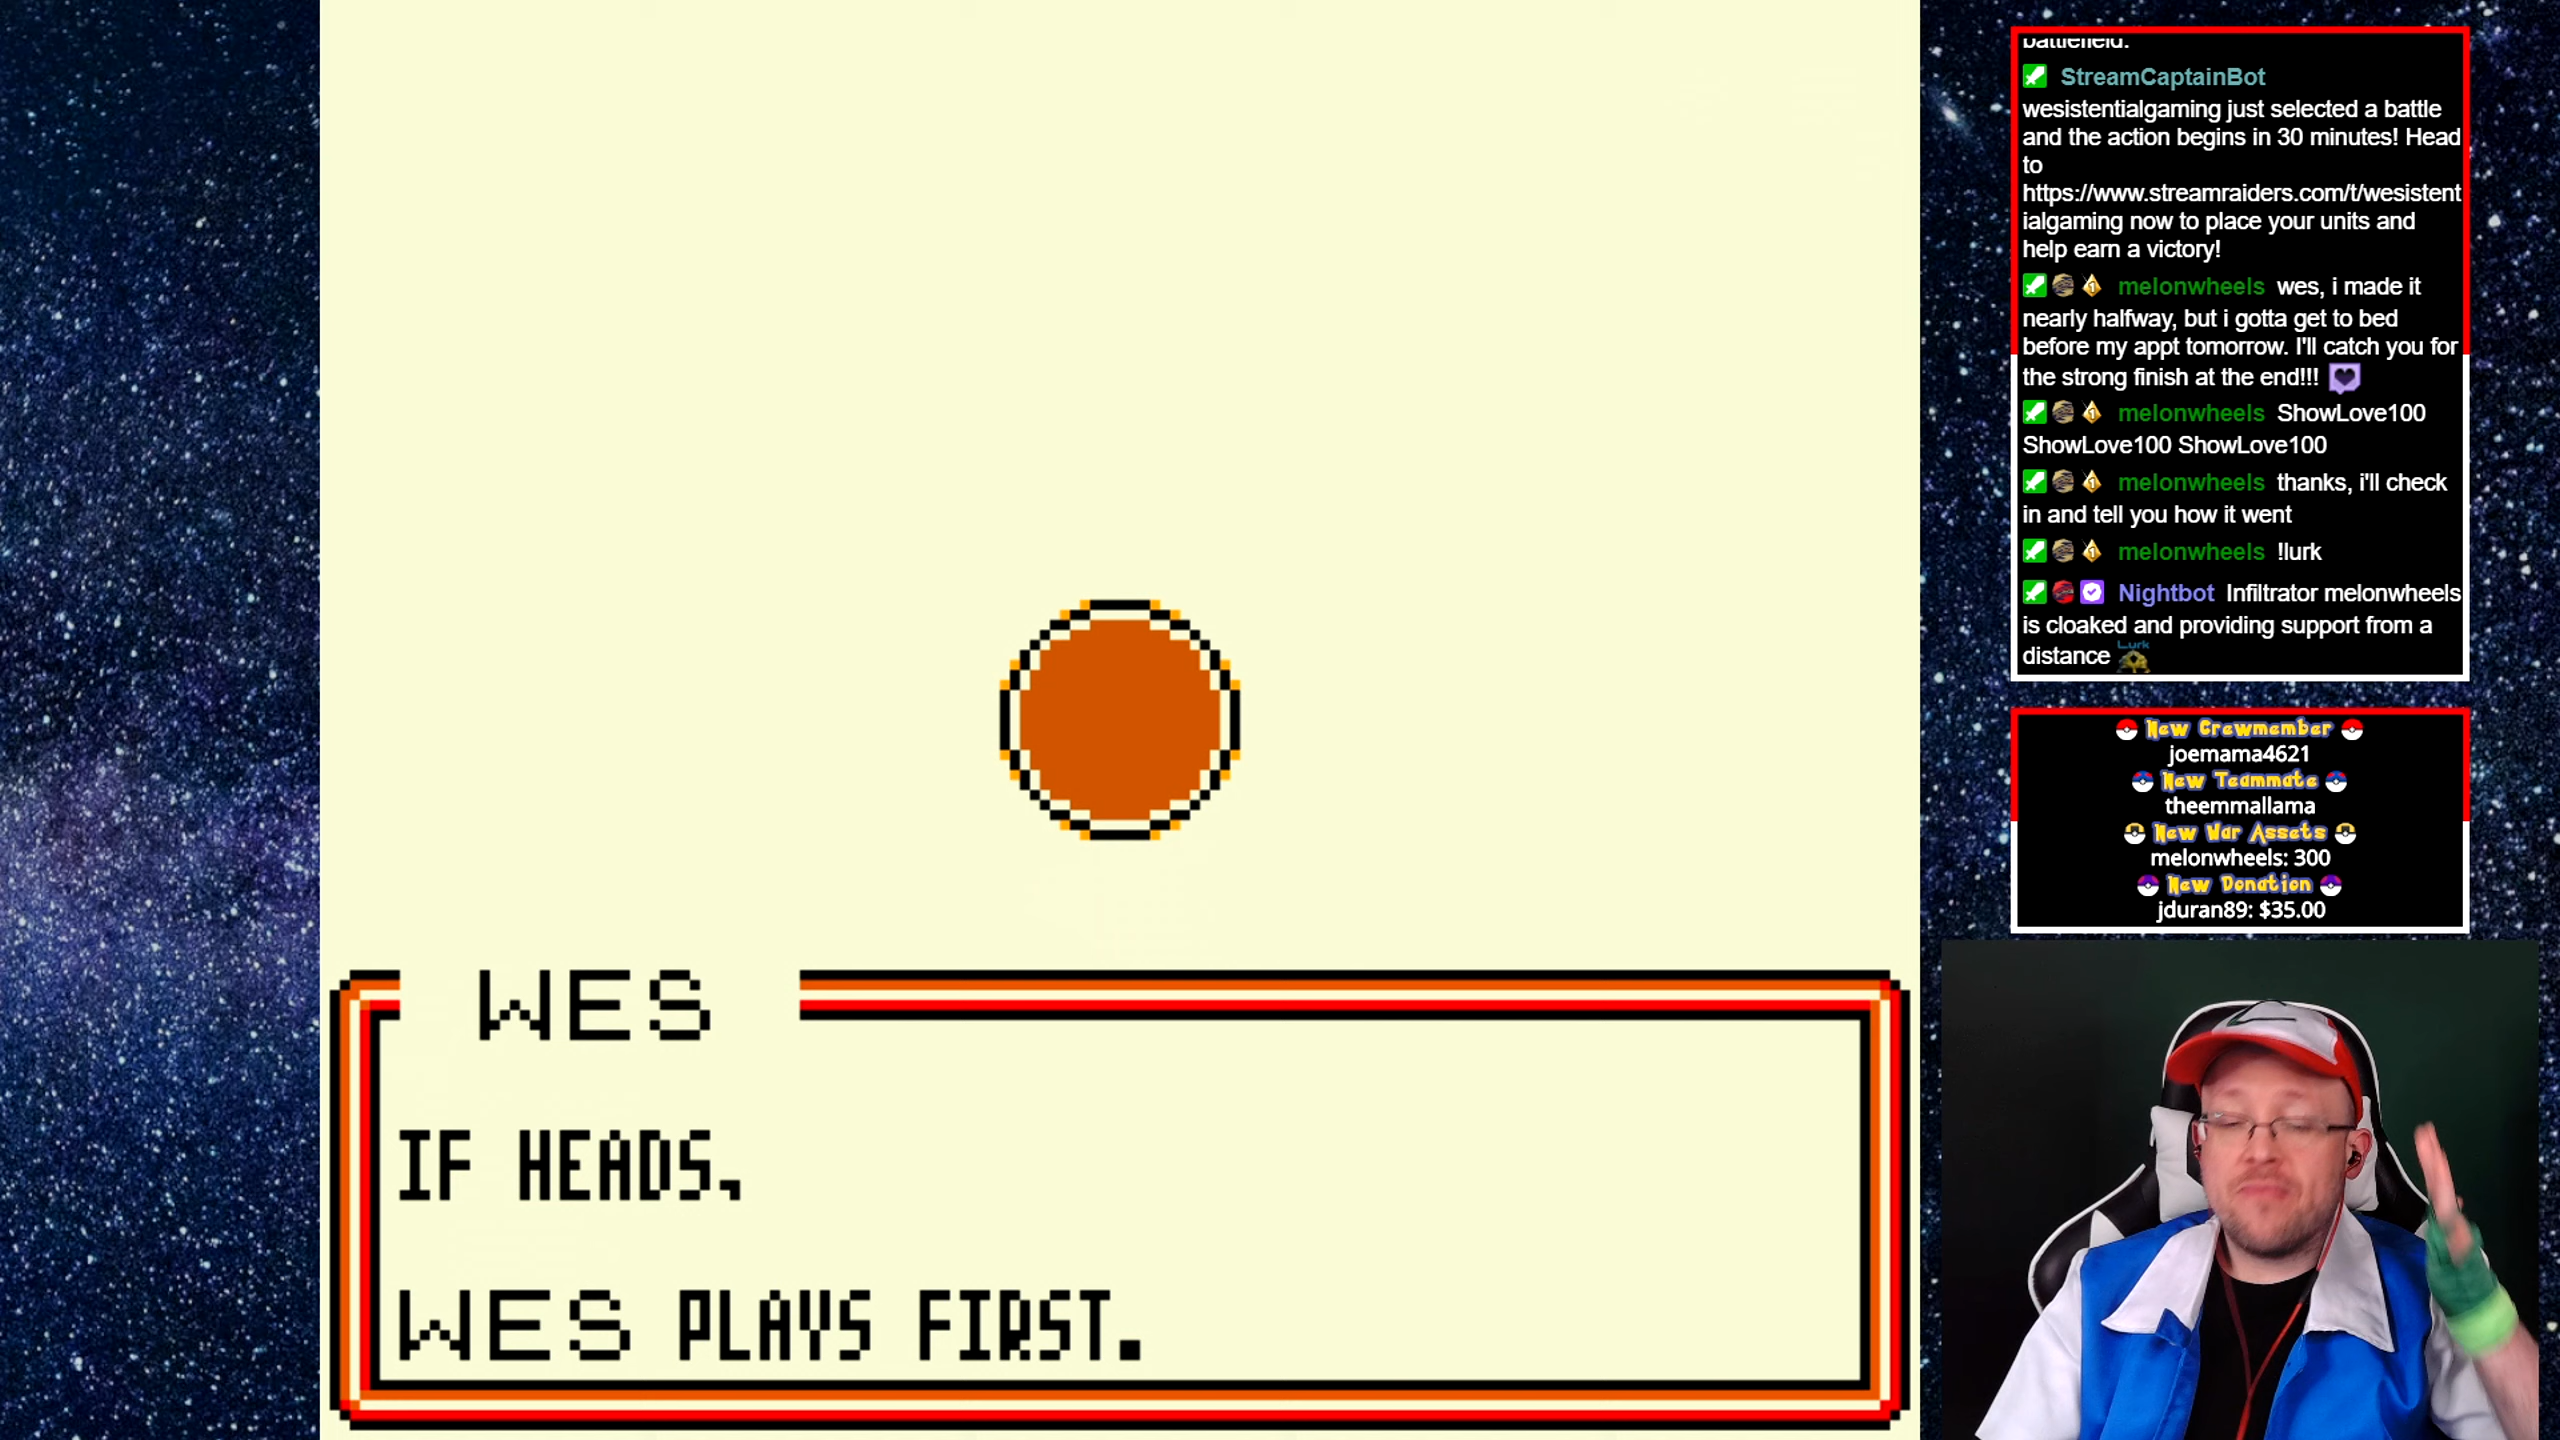 WES
IF HEADS,
WES PLAYS FIRST.
battlefield.
StreamCaptainBot
wesistentialgaming just selected a battle
and the action begins in 30 minutes! Head
to
https://www.streamraiders.com/t/wesistent
ialgaming now to place your units and
help earn a victory!
melonwheels wes, i made it
nearly halfway, but i gotta get to bed
before my appt tomorrow. I'll catch you for
the strong finish at the end!!!
melonwheels ShowLove100
ShowLove100 ShowLove100
melonwheels thanks, i'll check
in and tell you how it went
melonwheels !lurk
Nightbot Infiltrator melonwheels
is cloaked and providing support from a
distance Lurk
New Crewmember
joemama4621
New Teammate
theemmallama
New War Assets
melonwheels: 300
New Donation
jduran89: $35.00